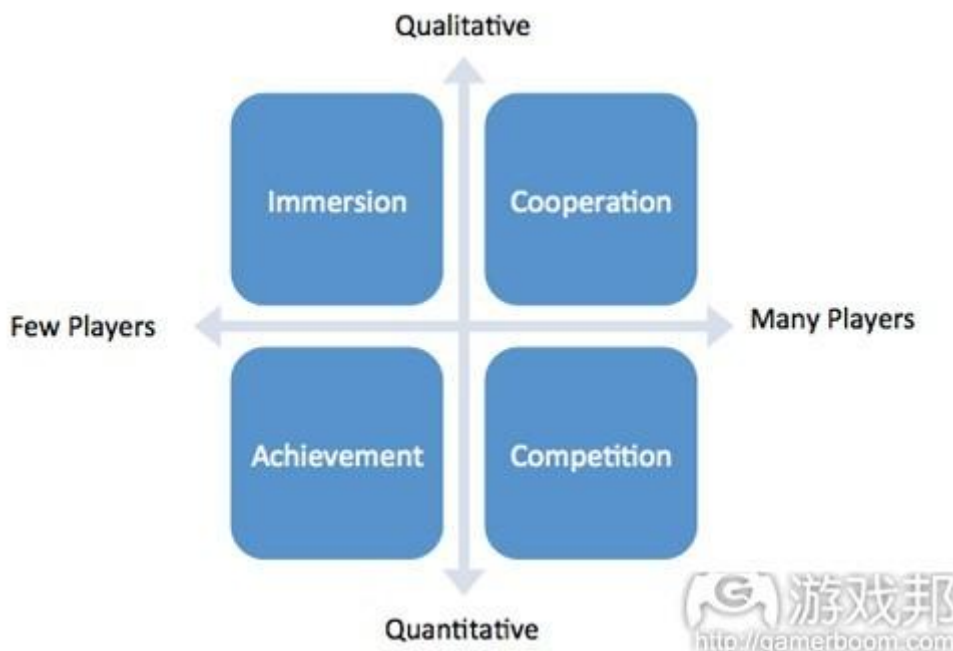 Qualitative
Immersion
Cooperation
Few Players
Many Players
Achievement
Competition
Quantitative
游戏邦
http://gamerboom.com